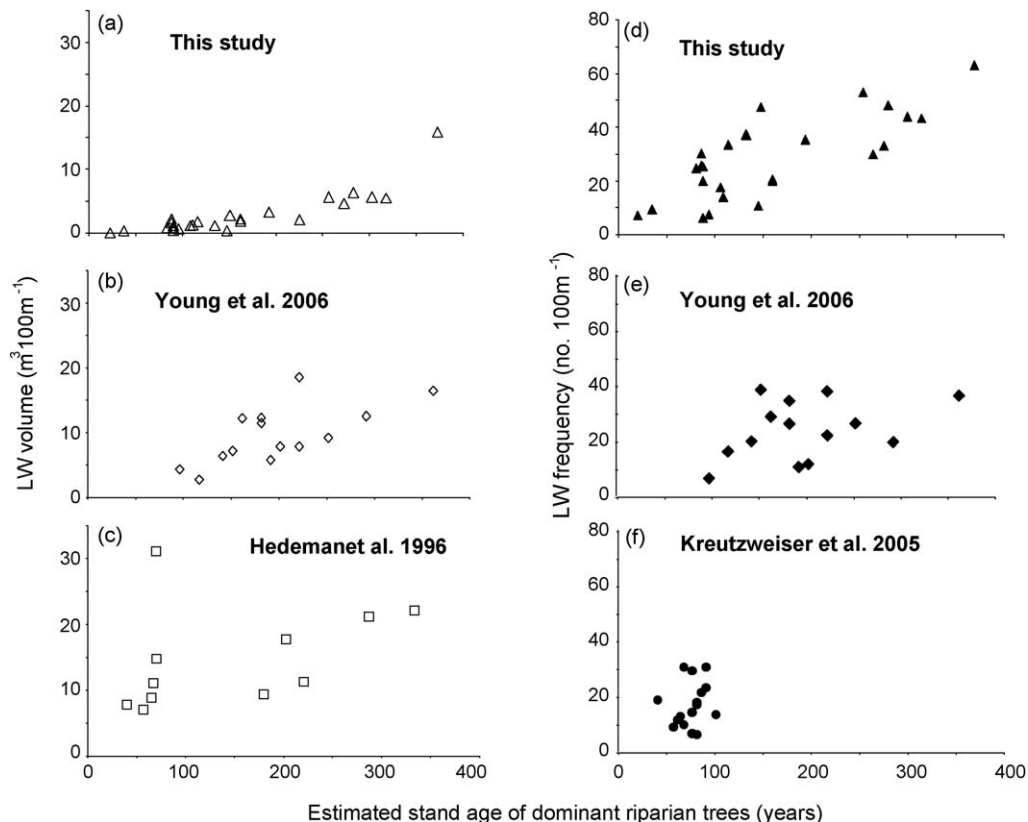 (a)
This study
30
20
10
0
(b)
Young et al. 2006
30
20
10
0
(c)
Hedemanet al. 1996
30
20
10
0
0 100 200 300 400
LW volume (m³100m⁻¹)
(d)
This study
80
60
40
20
0
(e)
Young et al. 2006
80
60
40
20
0
(f)
Kreutzweiser et al. 2005
80
60
40
20
0
0 100 200 300 400
LW frequency (no. 100m⁻¹)
Estimated stand age of dominant riparian trees (years)